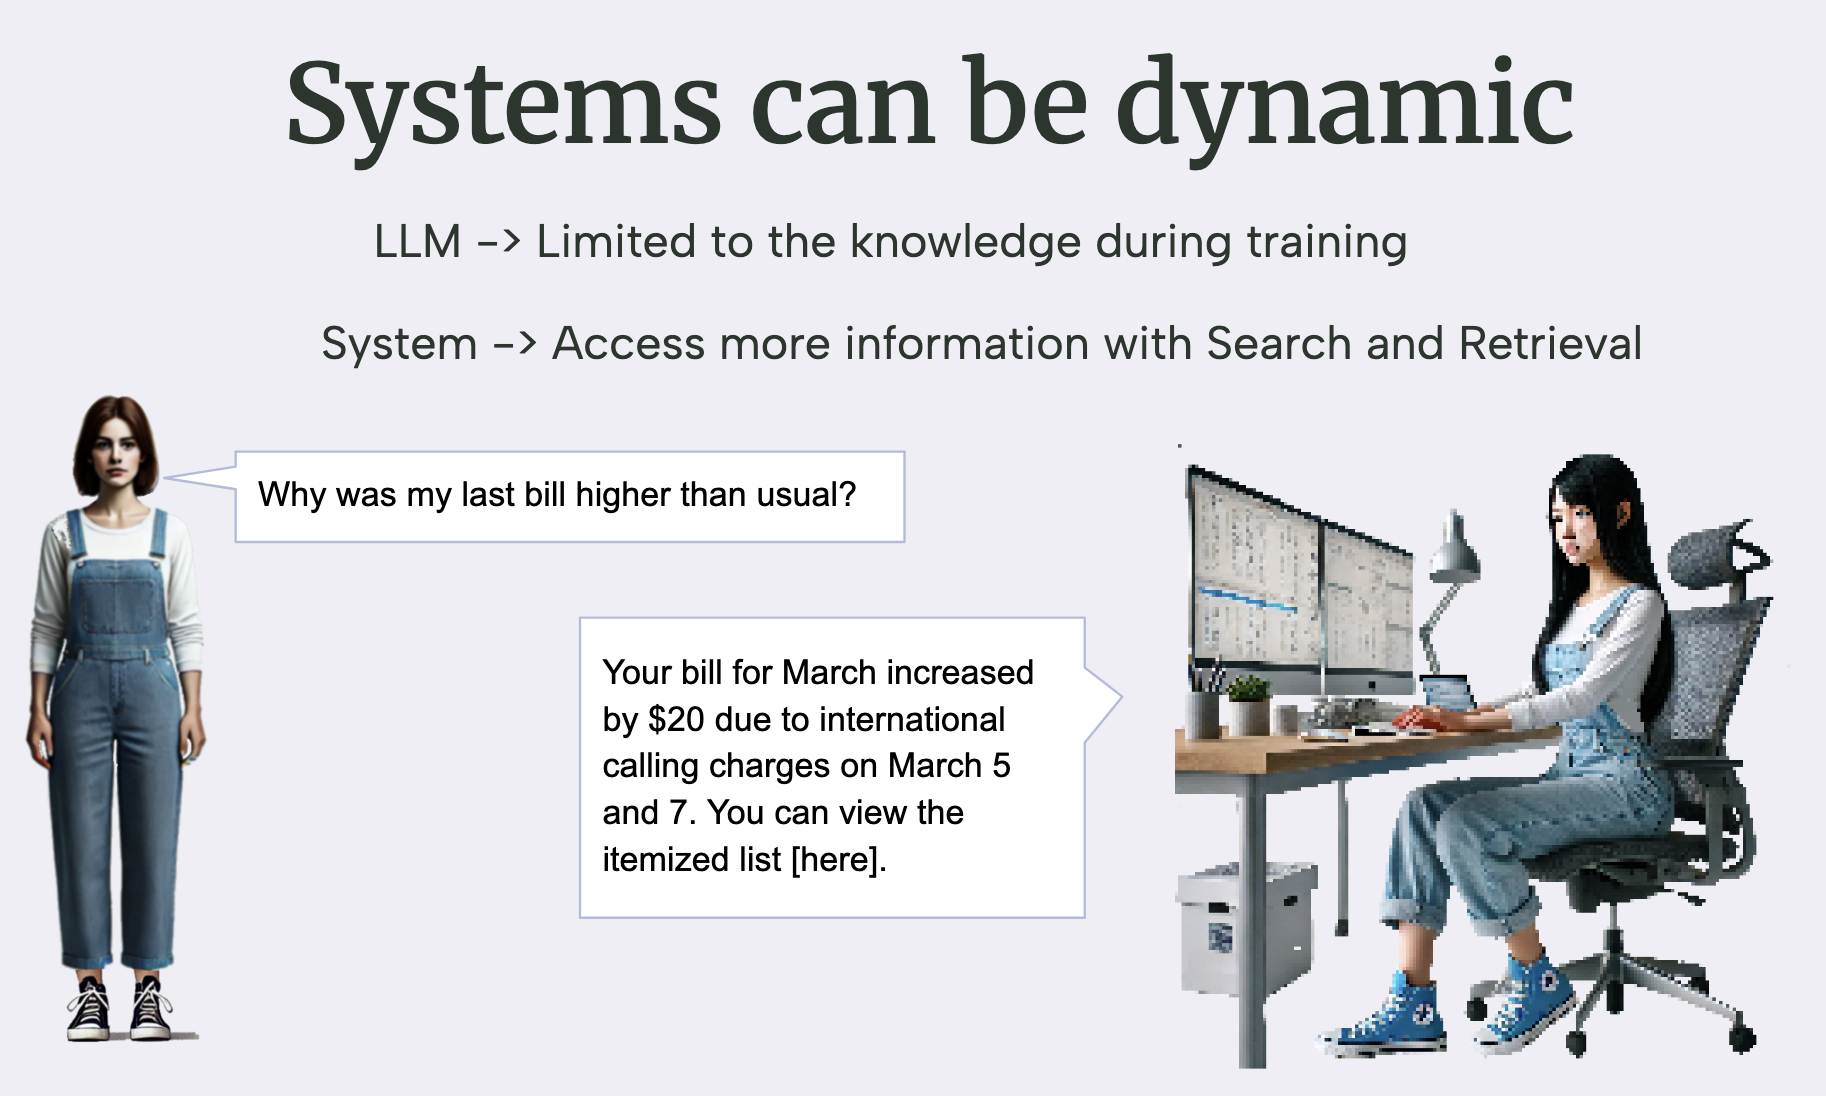 Systems can be dynamic
LLM -> Limited to the knowledge during training
System -> Access more information with Search and Retrieval
Why was my last bill higher than usual?
Your bill for March increased
by $20 due to international
calling charges on March 5
and 7. You can view the
itemized list [here].